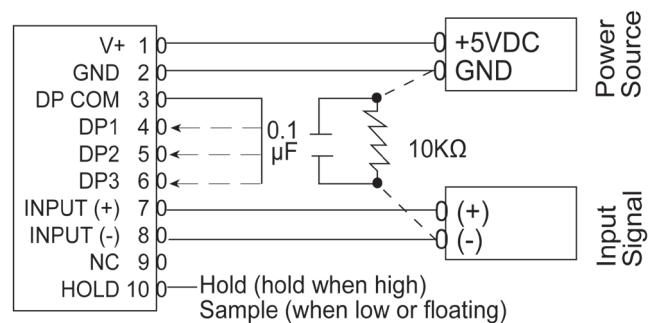 V+ 1
GND 2
DP COM 3
DP1 4
DP2 5
DP3 6
INPUT (+) 7
INPUT (-) 8
NC 9
HOLD 10
0.1
µF
10KΩ
+5VDC
GND
Power
Source
(+)
(-)
Input
Signal
Hold (hold when high)
Sample (when low or floating)